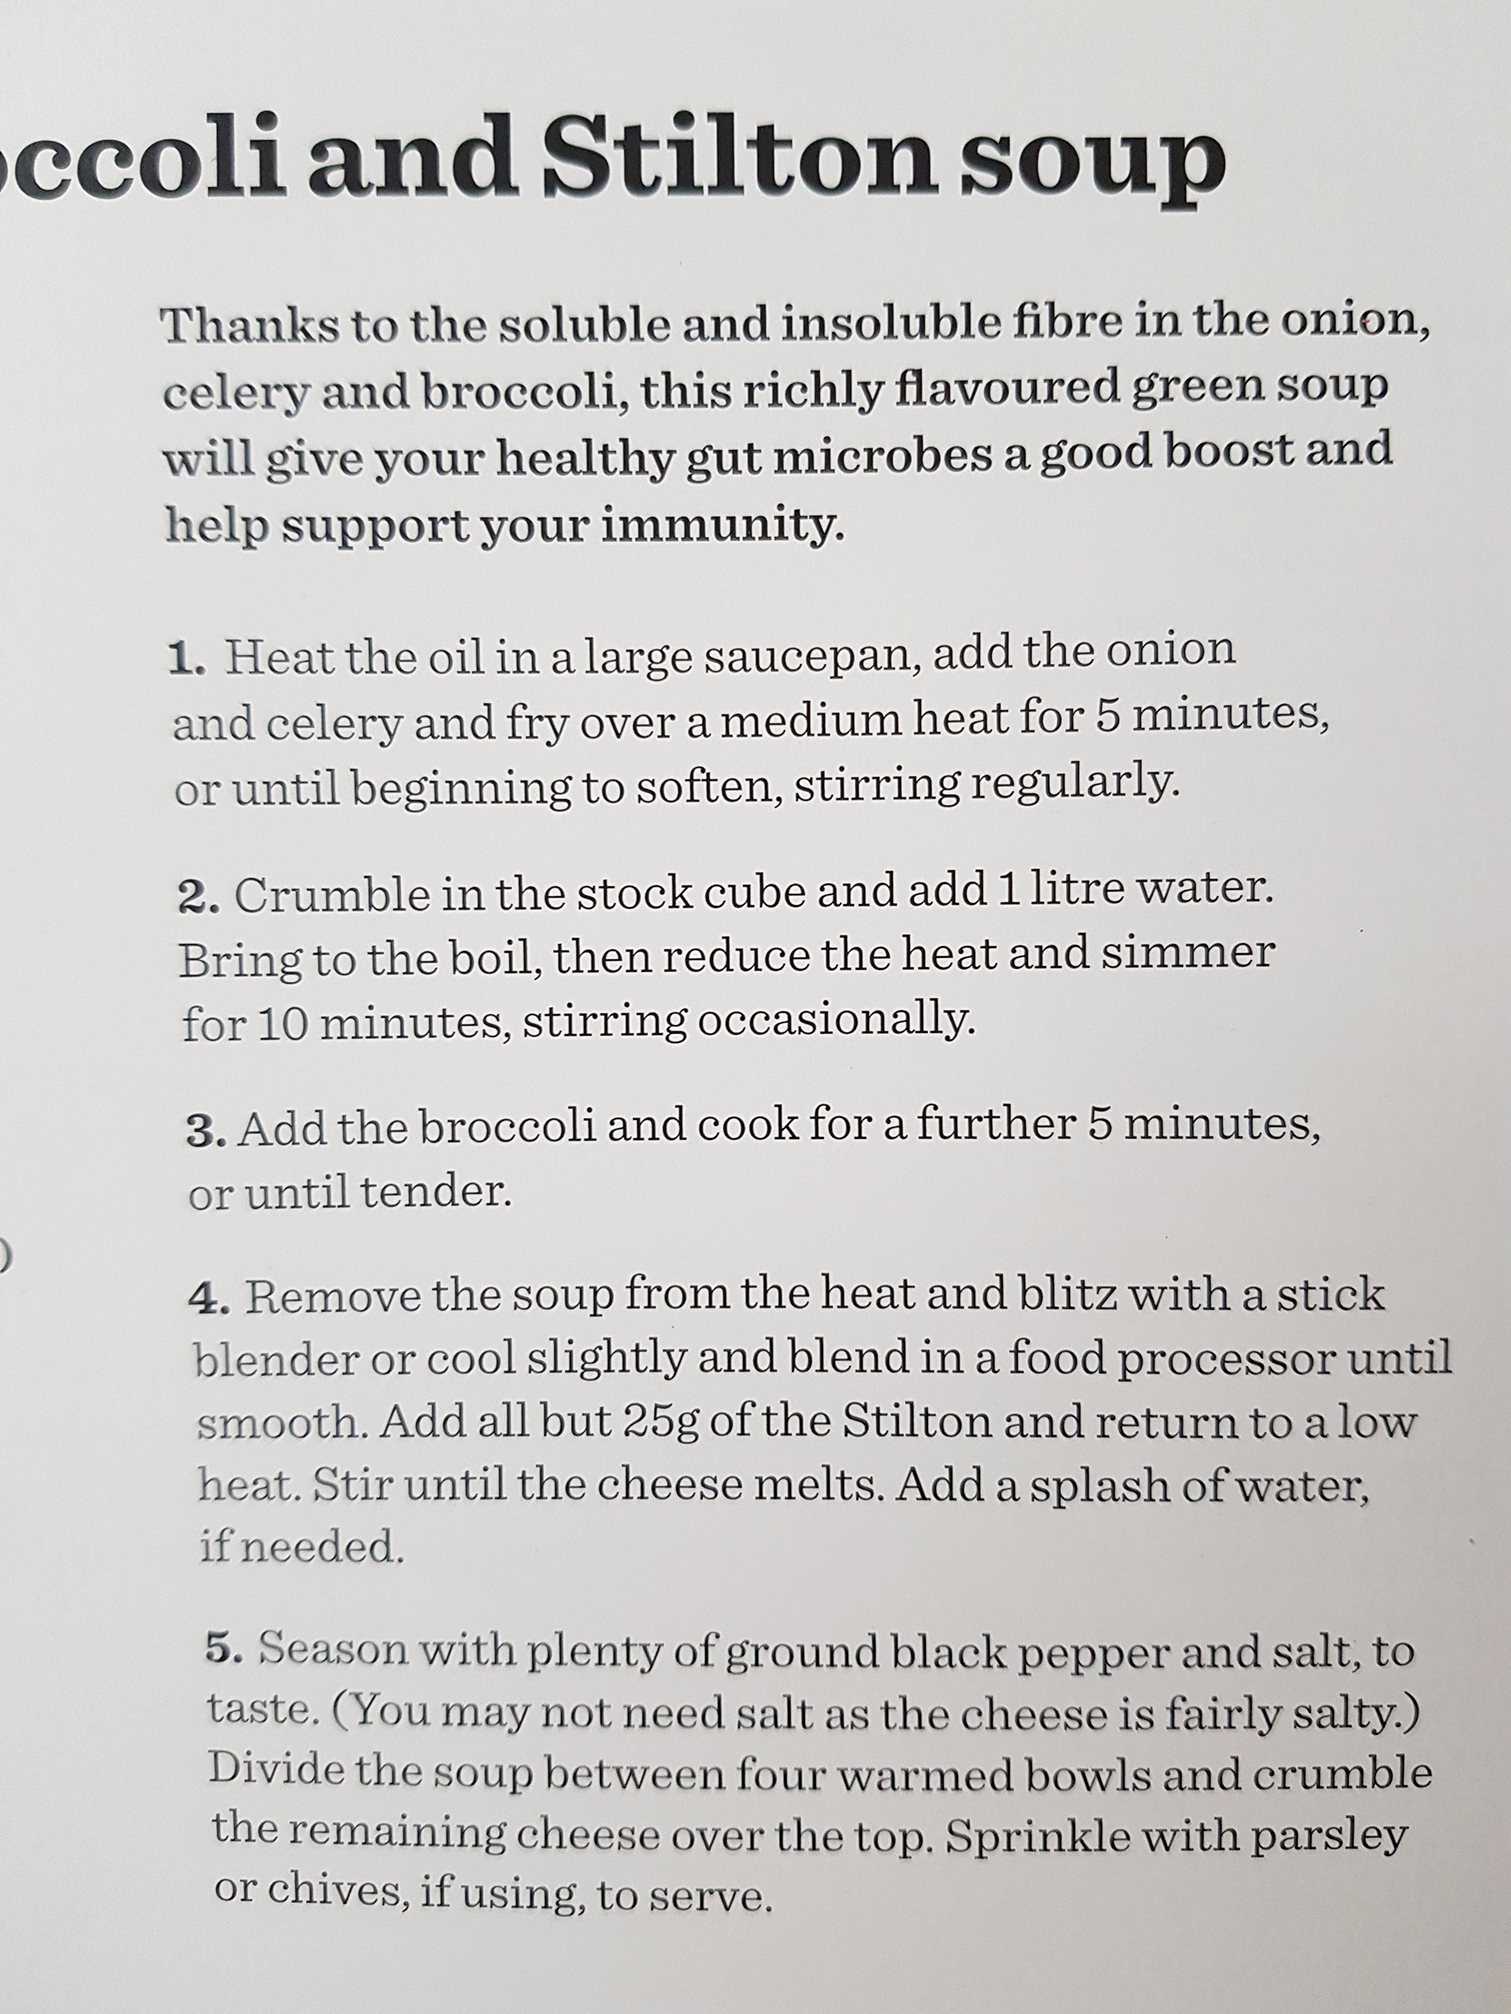 occoli and Stilton soup
Thanks to the soluble and insoluble fibre in the onion,
celery and broccoli, this richly flavoured green soup
will give your healthy gut microbes a good boost and
help support your immunity.
1. Heat the oil in a large saucepan, add the onion
and celery and fry over a medium heat for 5 minutes,
or until beginning to soften, stirring regularly.
2. Crumble in the stock cube and add 1 litre water.
Bring to the boil, then reduce the heat and simmer
for 10 minutes, stirring occasionally.
3. Add the broccoli and cook for a further 5 minutes,
or until tender.
)
4. Remove the soup from the heat and blitz with a stick
blender or cool slightly and blend in a food processor until
smooth. Add all but 25g of the Stilton and return to a low
heat. Stir until the cheese melts. Add a splash of water,
if needed.
5. Season with plenty of ground black pepper and salt, to
taste. (You may not need salt as the cheese is fairly salty.)
Divide the soup between four warmed bowls and crumble
the remaining cheese over the top. Sprinkle with parsley
or chives, if using, to serve.